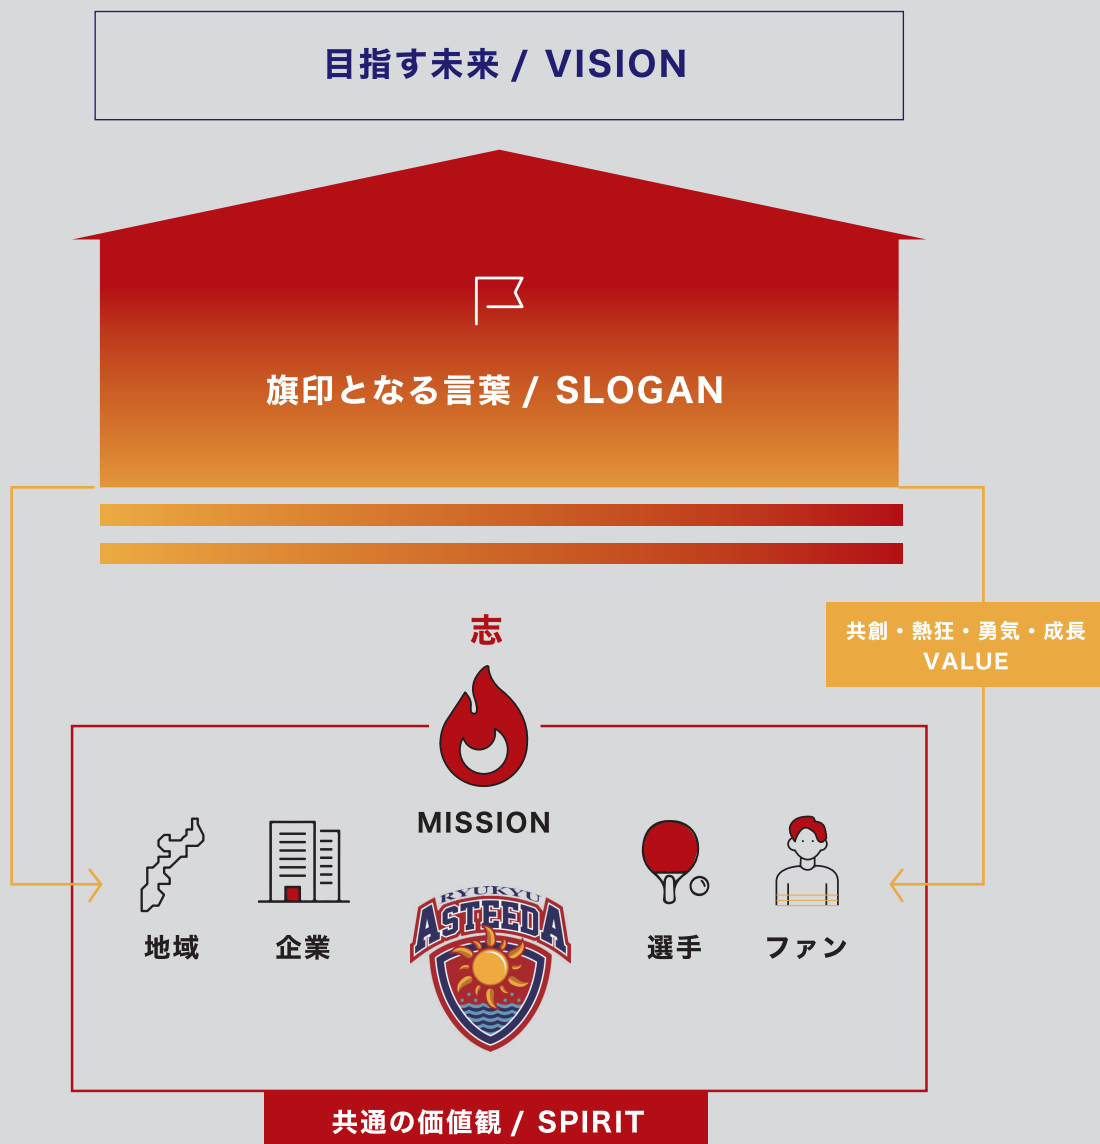 目指す未来 / VISION
旗印となる言葉 / SLOGAN
志
共創・熱狂・勇気・成長
VALUE
MISSION
RYUKYU
ASTEEDA
地域
企業
選手
ファン
共通の価値観 / SPIRIT